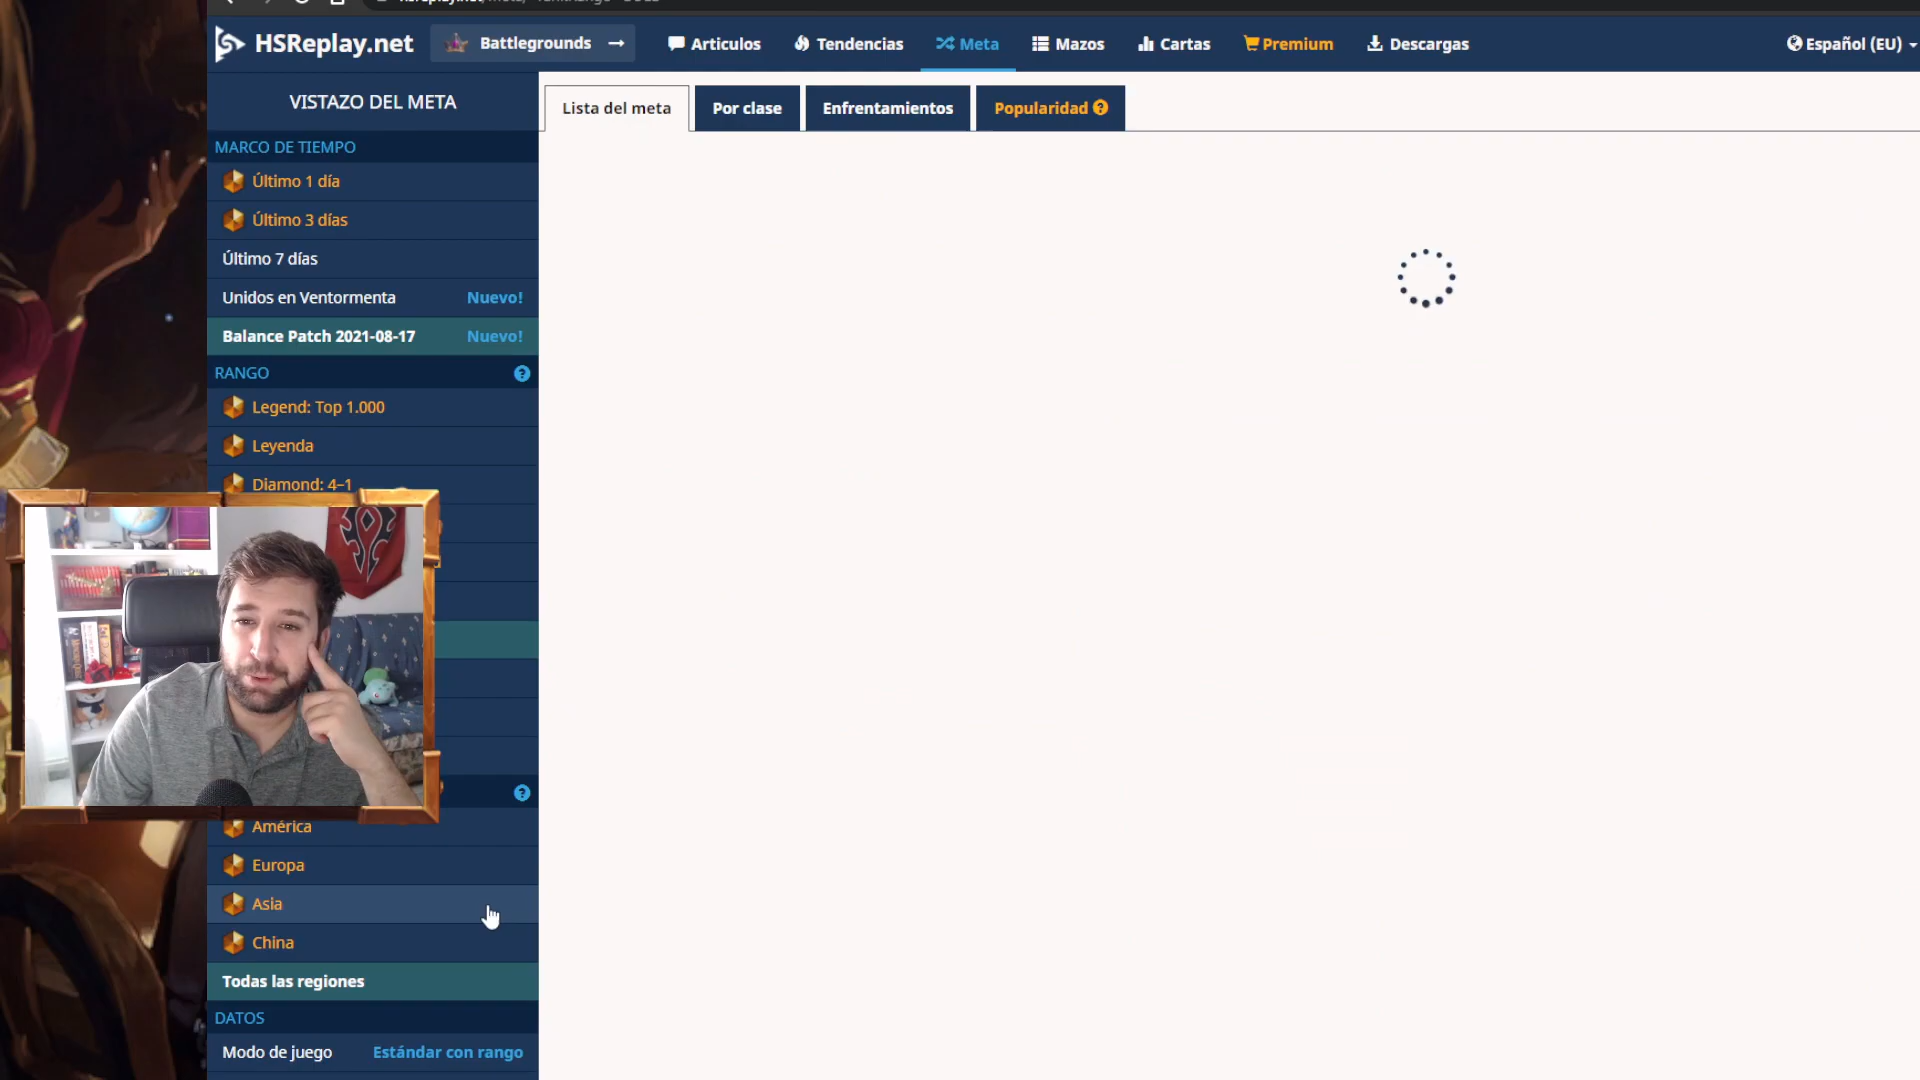 HSReplay.net Battlegrounds → Articulos Tendencias Meta Mazos Cartas Premium Descargas Español (EU)
VISTAZO DEL META
Lista del meta Por clase Enfrentamientos Popularidad ?
MARCO DE TIEMPO
Último 1 día
Último 3 días
Último 7 días
Unidos en Ventormenta Nuevo!
Balance Patch 2021-08-17 Nuevo!
RANGO ?
Legend: Top 1.000
Leyenda
Diamond: 4–1
?
América
Europa
Asia
China
Todas las regiones
DATOS
Modo de juego Estándar con rango